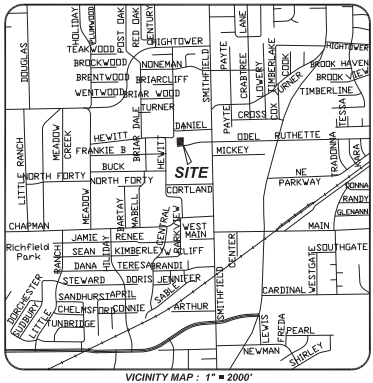 DOUGLAS
HOLIDAY
PLUMWOOD
POST OAK
RED OAK
CENTURY
HIGHTOWER
LANE
TEAKWOOD
BROCKWOOD
NONEMAN
BRENTWOOD
BRIARCLIFF
WENTWOOD
BRIAR WOOD
SMITHFIELD
PAYTE
CRABTREE
LOWERY
TIMBERLAKE
COOK
HIGHTOWER
BROOK HAVEN
BROOK VIEW
TURNER
TIMBERLINE
TURNER
PAYTE
CROSS
COX
TESSA
DANIEL
BRIAR DALE
HEWITT
ODEL
RUTHETTE
LITTLE RANCH
MEADOW CREEK
FRANKIE B
HEWITT
MICKEY
TRADONNA
KARA
BUCK
SITE
NORTH FORTY
NORTH FORTY
NE PARKWAY
DONNA
CORTLAND
RANDY
GLENANN
MEADOW
BARTAY
MABELL
CENTRAL
PARKVIEW
CHAPMAN
WEST MAIN
MAIN
JAMIE
RENEE
CENTER
Richfield Park
RANCH
SEAN
HILIDAY
KIMBERLEY
CLIFF
WESTGATE
SOUTHGATE
DANA
TERESA
BRANDI
STEWARD
DORIS
JENNIFER
DORCHESTER
SUDBURY
LITTLE
SANDHURST
APRIL
SABLE
CARDINAL
CHELMSFORD
CONNIE
ARTHUR
SMITHFIELD
TUNBRIDGE
LEWIS
FREDA
PEARL
NEWMAN
SHIRLEY
VICINITY MAP : 1" = 2000'